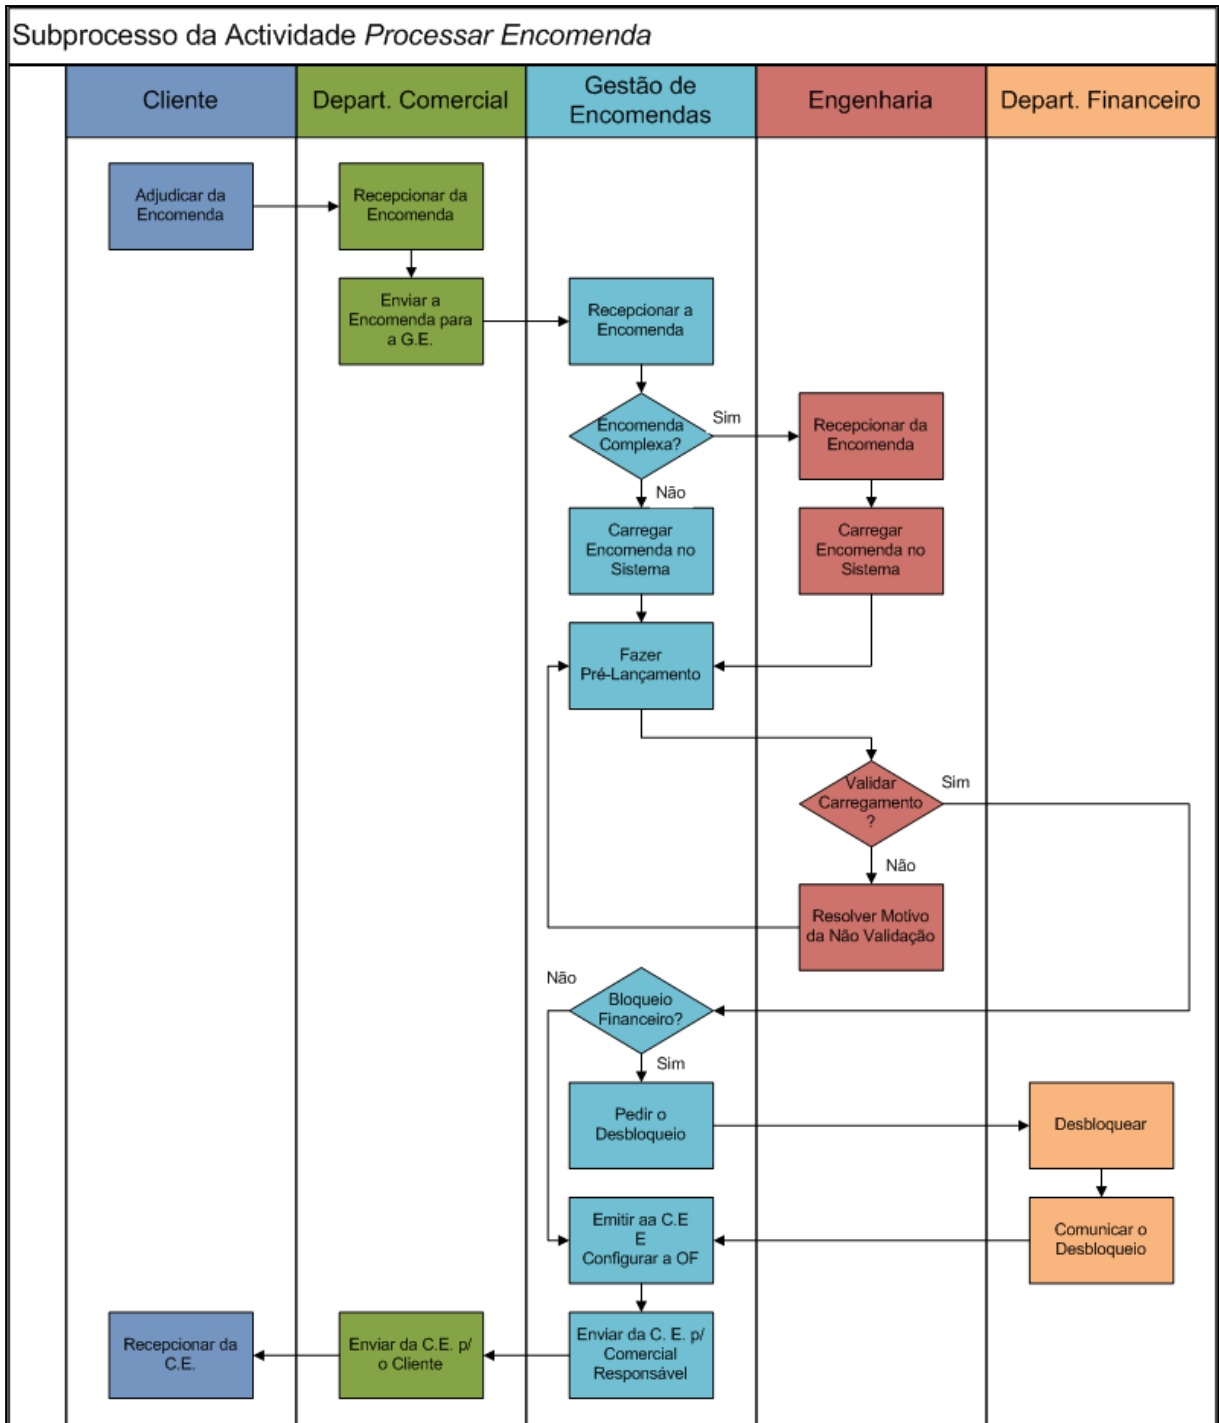 Subprocesso da Actividade Processar Encomenda
Cliente
Depart. Comercial
Gestão de
Encomendas
Engenharia
Depart. Financeiro
Adjudicar da
Encomenda
Recepcionar da
Encomenda
Enviar a
Encomenda para
a G.E.
Recepcionar a
Encomenda
Encomenda
Complexa?
Sim
Recepcionar da
Encomenda
Não
Carregar
Encomenda no
Sistema
Carregar
Encomenda no
Sistema
Fazer
Pré-Lançamento
Validar
Carregamento
?
Sim
Não
Resolver Motivo
da Não Validação
Não
Bloqueio
Financeiro?
Sim
Pedir o
Desbloqueio
Desbloquear
Emitir aa C.E
E
Configurar a OF
Comunicar o
Desbloqueio
Recepcionar da
C.E.
Enviar da C.E. p/
o Cliente
Enviar da C. E. p/
Comercial
Responsável